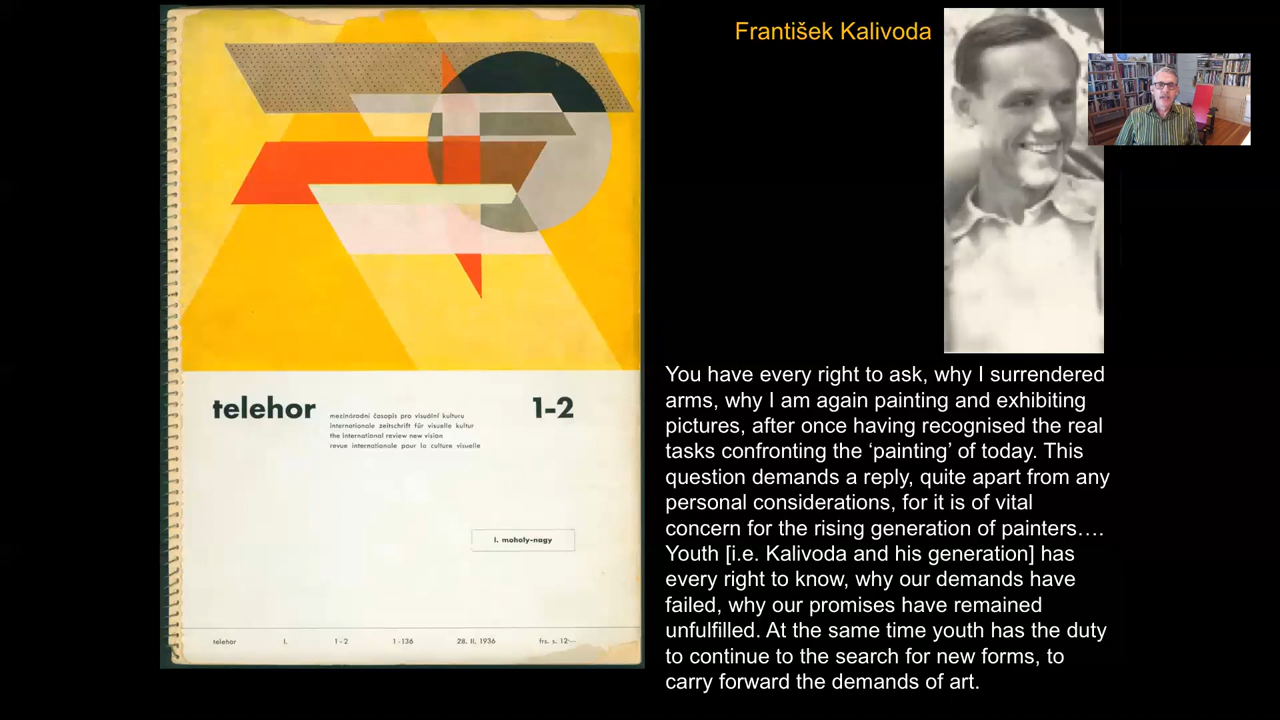 František Kalivoda
telehor
mezinárodní časopis pro visuální kulturu
internationale zeitschrift für visuelle kultur
the international review new vision
revue internationale pour la culture visuelle
1-2
l. moholy-nagy
telehor I. 1-2 1-136 28. II. 1936 frs. s. 12
You have every right to ask, why I surrendered
arms, why I am again painting and exhibiting
pictures, after once having recognised the real
tasks confronting the ‘painting’ of today. This
question demands a reply, quite apart from any
personal considerations, for it is of vital
concern for the rising generation of painters….
Youth [i.e. Kalivoda and his generation] has
every right to know, why our demands have
failed, why our promises have remained
unfulfilled. At the same time youth has the duty
to continue to the search for new forms, to
carry forward the demands of art.